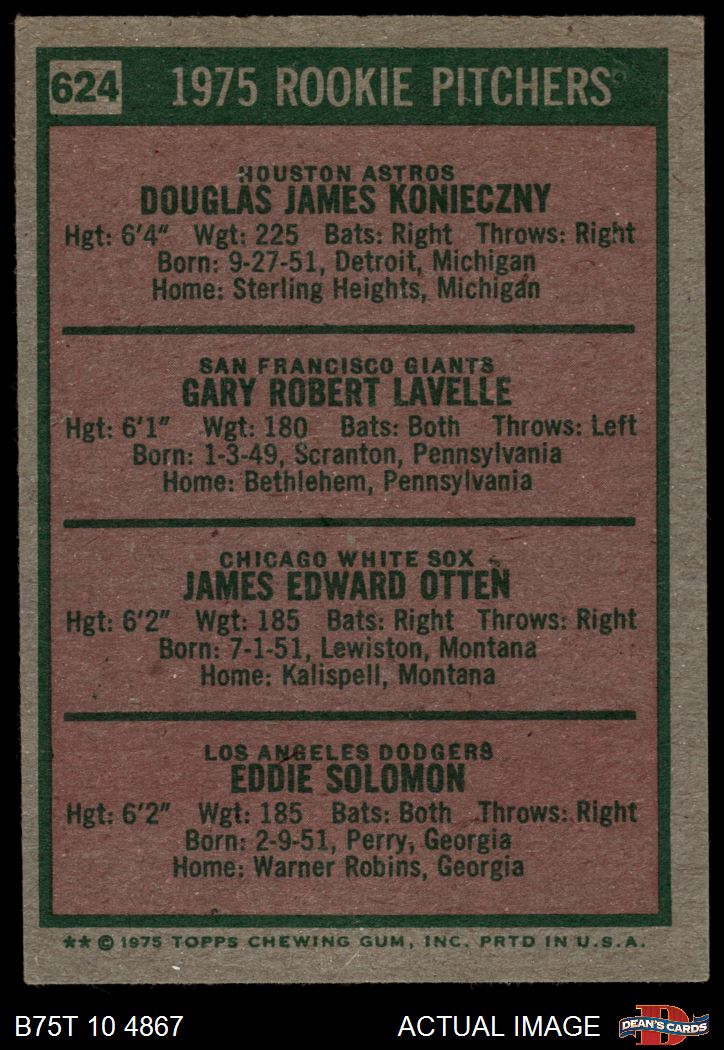 624 1975 ROOKIE PITCHERS
HOUSTON ASTROS
DOUGLAS JAMES KONIECZNY
Hgt: 6'4" Wgt: 225 Bats: Right Throws: Right
Born: 9-27-51, Detroit, Michigan
Home: Sterling Heights, Michigan
SAN FRANCISCO GIANTS
GARY ROBERT LAVELLE
Hgt: 6'1" Wgt: 180 Bats: Both Throws: Left
Born: 1-3-49, Scranton, Pennsylvania
Home: Bethlehem, Pennsylvania
CHICAGO WHITE SOX
JAMES EDWARD OTTEN
Hgt: 6'2" Wgt: 185 Bats: Right Throws: Right
Born: 7-1-51, Lewiston, Montana
Home: Kalispell, Montana
LOS ANGELES DODGERS
EDDIE SOLOMON
Hgt: 6'2" Wgt: 185 Bats: Both Throws: Right
Born: 2-9-51, Perry, Georgia
Home: Warner Robins, Georgia
** © 1975 TOPPS CHEWING GUM, INC. PRTD IN U.S.A.
B75T 10 4867 ACTUAL IMAGE D DEAN'S CARDS